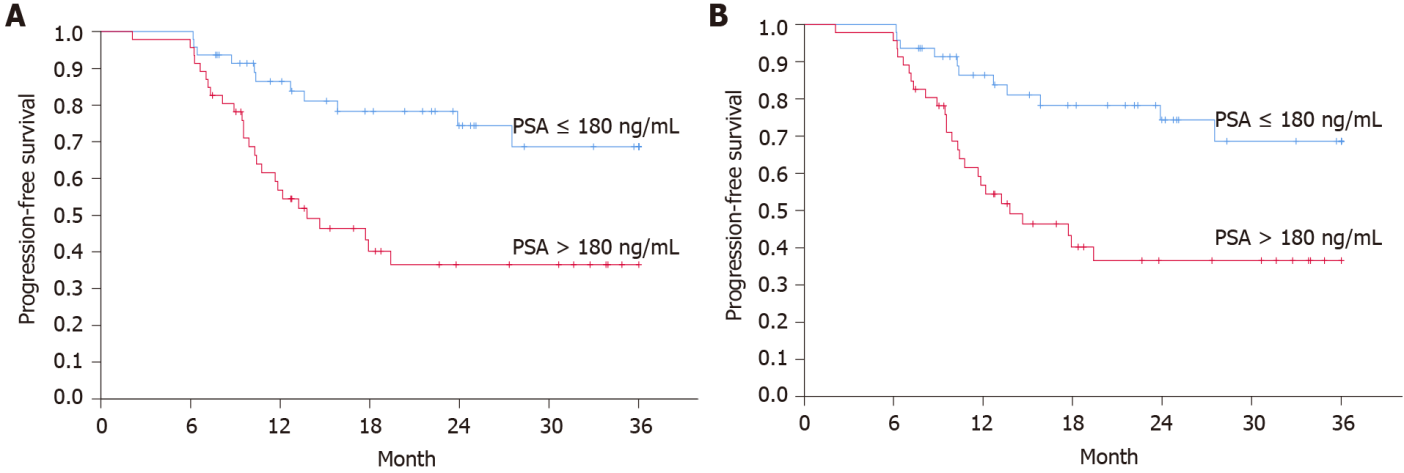 A
Progression-free survival
1.0
0.9
0.8
0.7
0.6
0.5
0.4
0.3
0.2
0.1
0.0
PSA ≤ 180 ng/mL
PSA > 180 ng/mL
0 6 12 18 24 30 36
Month
B
Progression-free survival
1.0
0.9
0.8
0.7
0.6
0.5
0.4
0.3
0.2
0.1
0.0
PSA ≤ 180 ng/mL
PSA > 180 ng/mL
0 6 12 18 24 30 36
Month